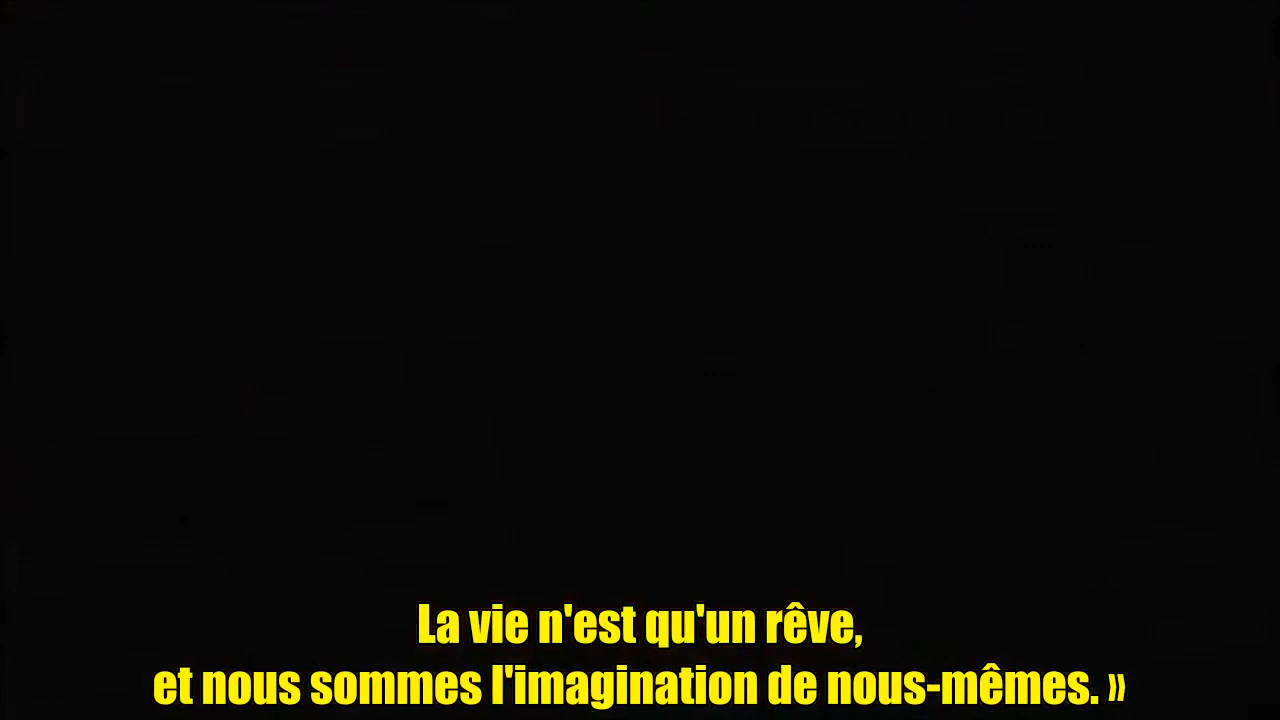 La vie n'est qu'un rêve,
et nous sommes l'imagination de nous-mêmes. »